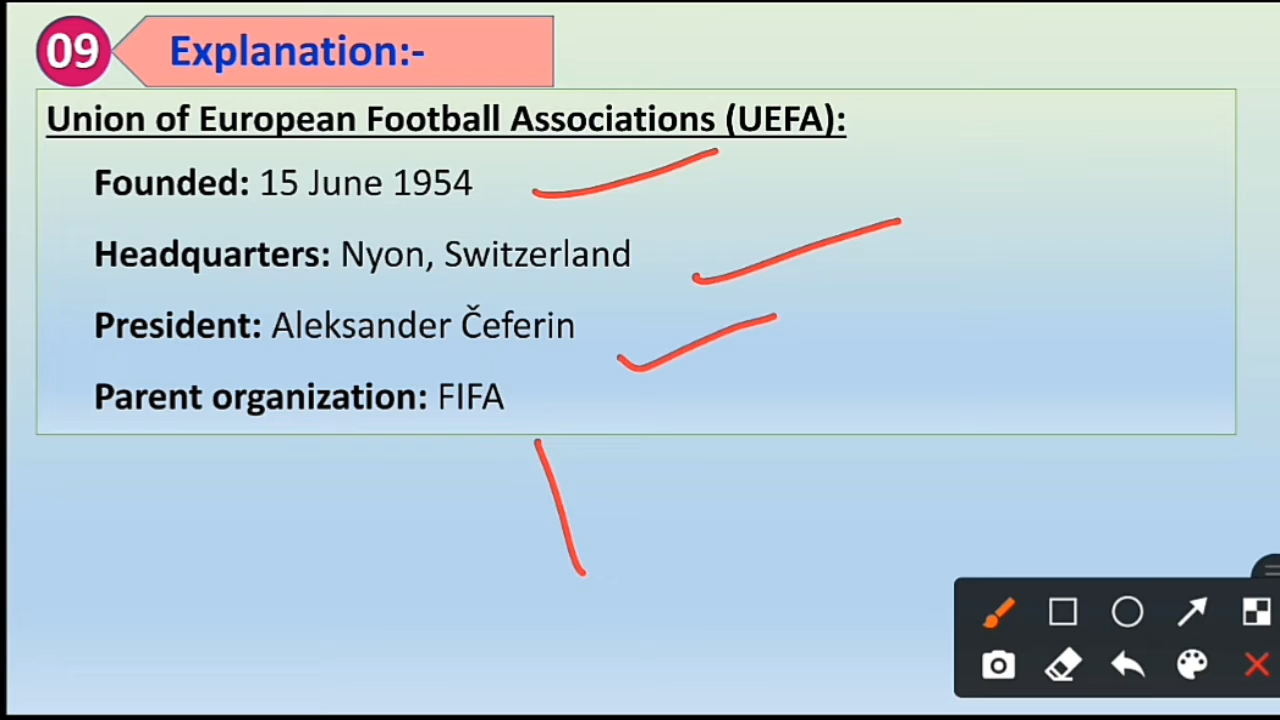 09
Explanation:-
Union of European Football Associations (UEFA):
Founded: 15 June 1954
Headquarters: Nyon, Switzerland
President: Aleksander Čeferin
Parent organization: FIFA